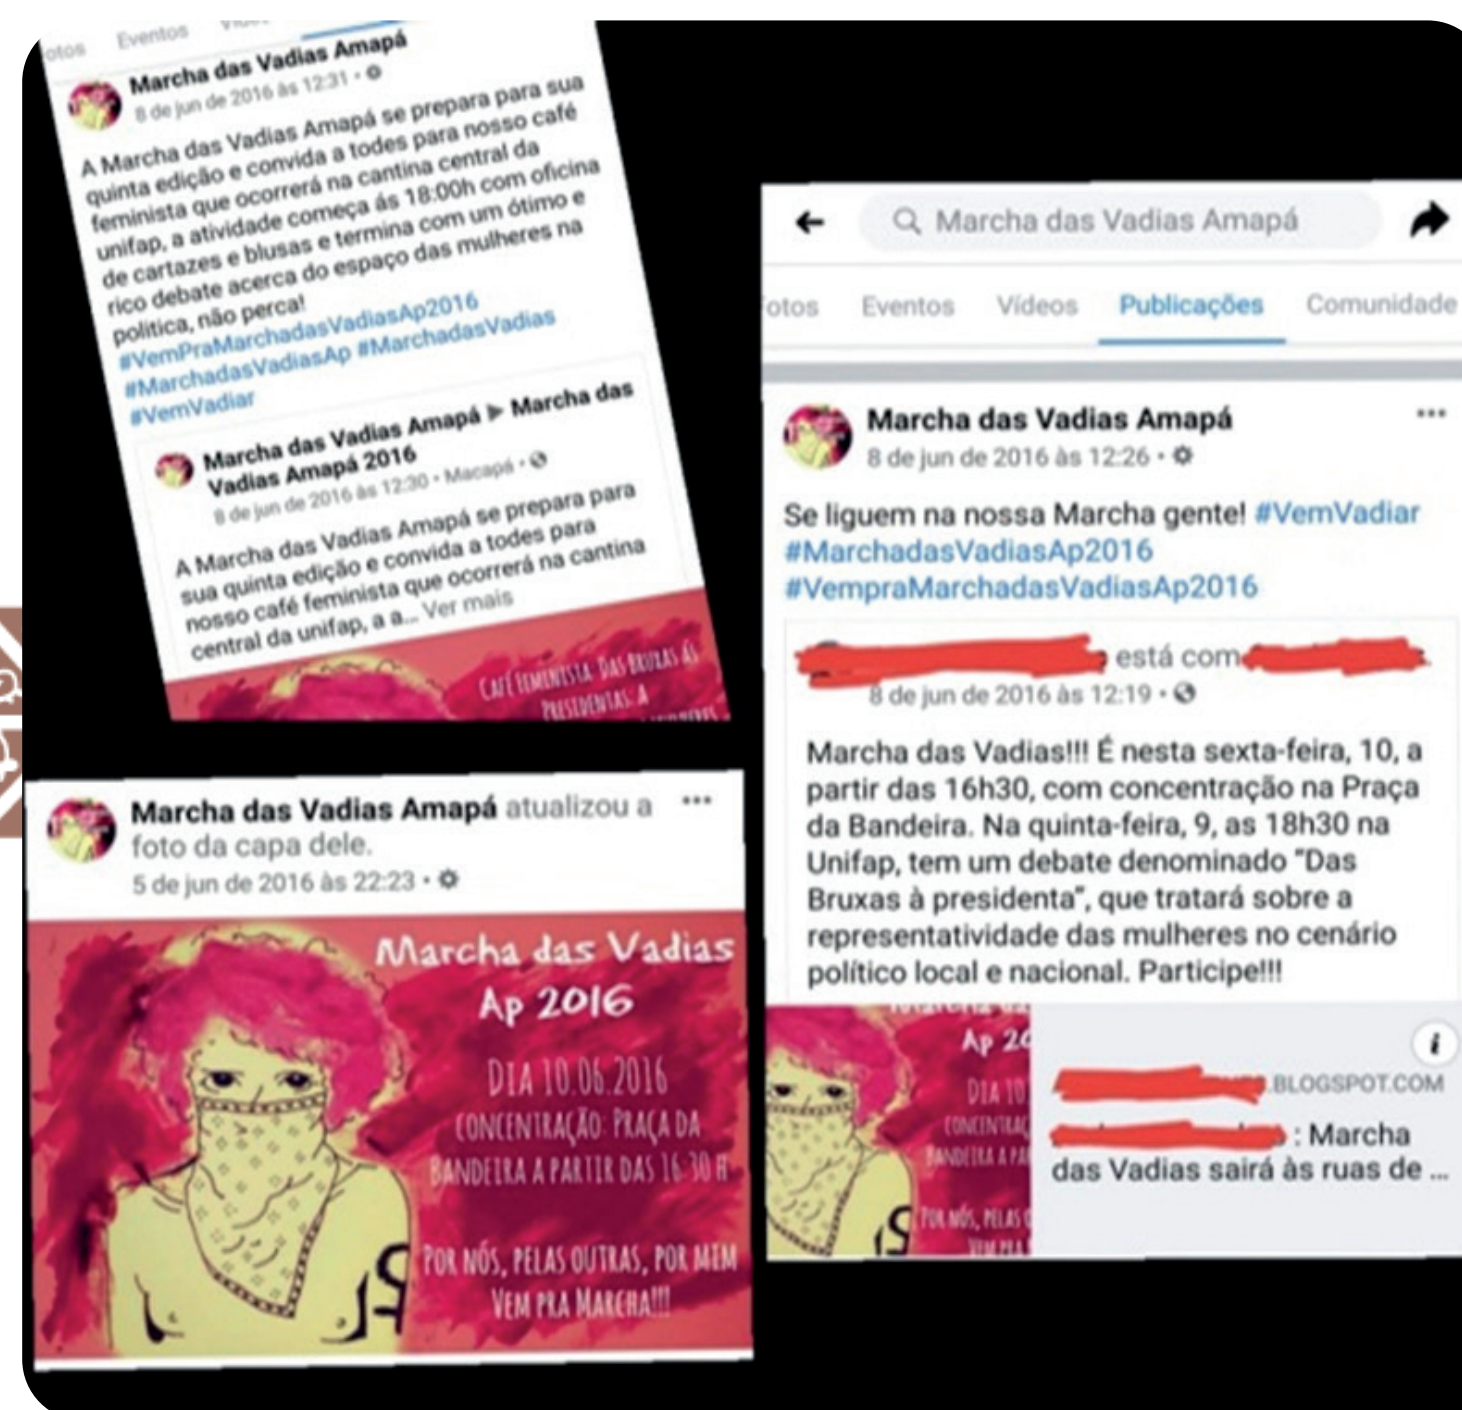 otos Eventos
Marcha das Vadias Amapá
8 de jun de 2016 às 12:31 •
A Marcha das Vadias Amapá se prepara para sua
quinta edição e convida a todes para nosso café
feminista que ocorrerá na cantina central da
unifap, a atividade começa ás 18:00h com oficina
de cartazes e blusas e termina com um ótimo e
rico debate acerca do espaço das mulheres na
politica, não perca!
#VemPraMarchadasVadiasAp2016
#MarchadasVadiasAp #MarchadasVadias
#VemVadiar
Marcha das Vadias Amapá ▶ Marcha das
Vadias Amapá 2016
8 de jun de 2016 às 12:30 • Macapá •
A Marcha das Vadias Amapá se prepara para
sua quinta edição e convida a todes para
nosso café feminista que ocorrerá na cantina
central da unifap, a a... Ver mais
Café feminista: Das bruxas ás
presidentas: a
Marcha das Vadias Amapá atualizou a
foto da capa dele.
5 de jun de 2016 às 22:23 •
Marcha das Vadias
Ap 2016
Dia 10.06.2016
Concentração: Praça da
Bandeira a partir das 16:30 h
Por nós, pelas outras, por mim
Vem pra Marcha!!!
Marcha das Vadias Amapá
otos Eventos Vídeos Publicações Comunidade
Marcha das Vadias Amapá
8 de jun de 2016 às 12:26 •
Se liguem na nossa Marcha gente! #VemVadiar
#MarchadasVadiasAp2016
#VempraMarchadasVadiasAp2016
está com
8 de jun de 2016 às 12:19 •
Marcha das Vadias!!! É nesta sexta-feira, 10, a
partir das 16h30, com concentração na Praça
da Bandeira. Na quinta-feira, 9, as 18h30 na
Unifap, tem um debate denominado "Das
Bruxas à presidenta", que tratará sobre a
representatividade das mulheres no cenário
político local e nacional. Participe!!!
Ap 20
Dia 10
Concentraç
Bandeira a pa
Por nós, pelas o
Vem pra
.BLOGSPOT.COM
: Marcha
das Vadias sairá às ruas de ...